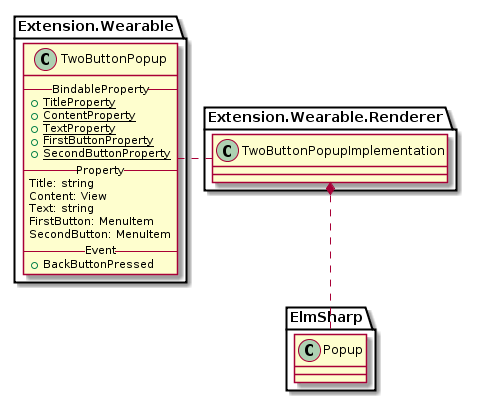 Extension.Wearable
C TwoButtonPopup
BindableProperty
TitleProperty
ContentProperty
TextProperty
FirstButtonProperty
SecondButtonProperty
Property
Title: string
Content: View
Text: string
FirstButton: MenuItem
SecondButton: MenuItem
Event
BackButtonPressed
Extension.Wearable.Renderer
C TwoButtonPopupImplementation
ElmSharp
C Popup